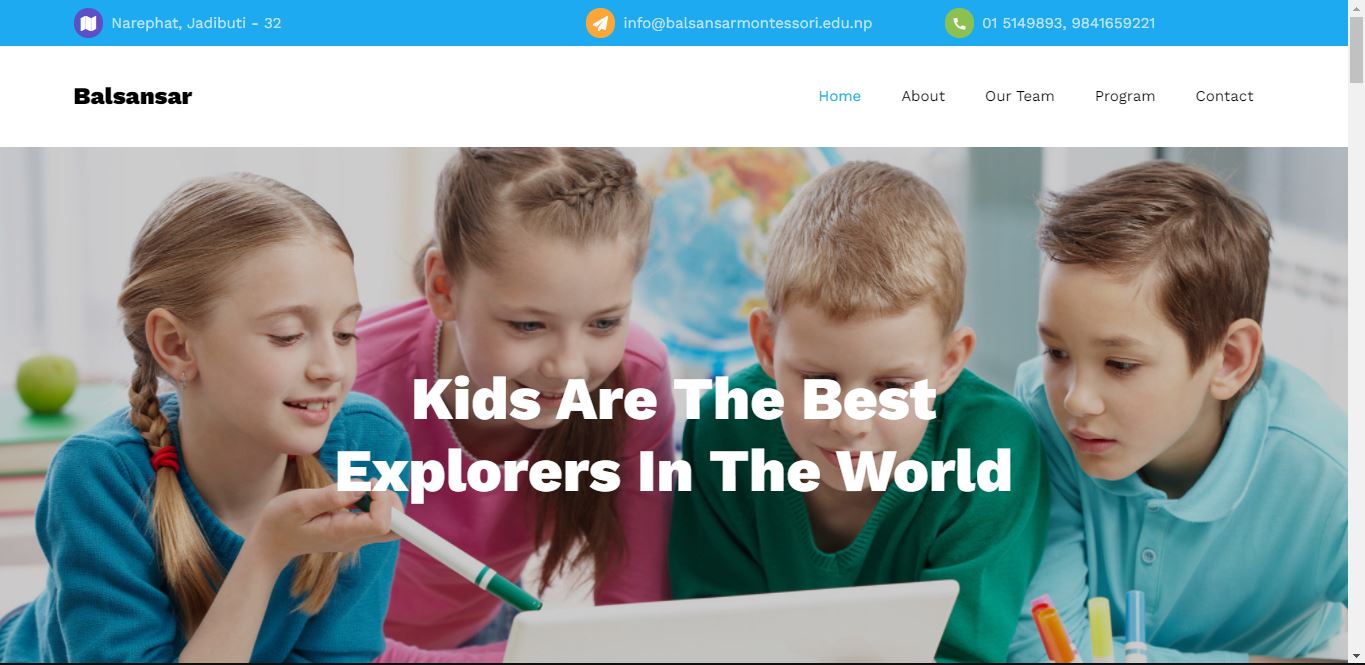 Narephat, Jadibuti - 32
info@balsansarmontessori.edu.np
01 5149893, 9841659221
Balsansar
Home
About
Our Team
Program
Contact
Kids Are The Best
Explorers In The World